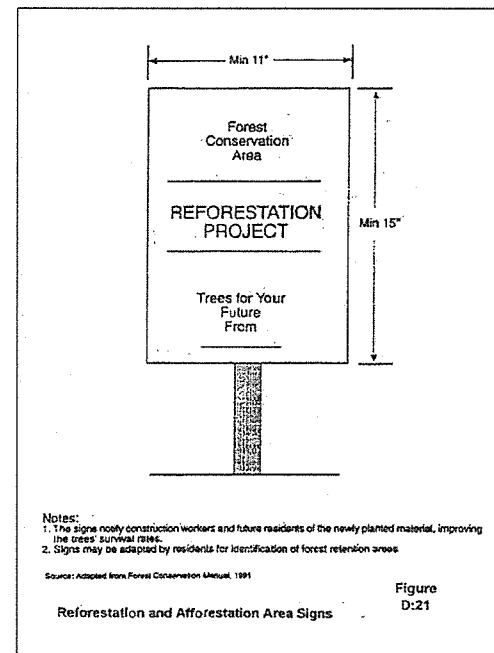 Min 11"
Forest
Conservation
Area
REFORESTATION
PROJECT
Min 15"
Trees for Your
Future
From
Notes:
1. The signs notify construction workers and future residents of the newly planted material, improving
the trees' survival rates.
2. Signs may be adapted by residents for identification of forest retention areas
Source: Adapted from Forest Conservation Manual, 1991
Figure
D:21
Reforestation and Afforestation Area Signs